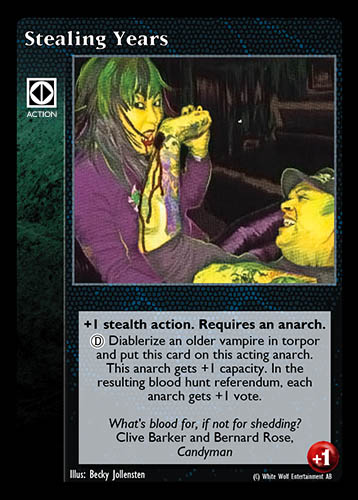 Stealing Years
ACTION
+1 stealth action. Requires an anarch.
Ⓓ Diablerize an older vampire in torpor
and put this card on this acting anarch.
This anarch gets +1 capacity. In the
resulting blood hunt referendum, each
anarch gets +1 vote.
What's blood for, if not for shedding?
Clive Barker and Bernard Rose,
Candyman
+1
Illus: Becky Jollensten
(C) White Wolf Entertainment AB